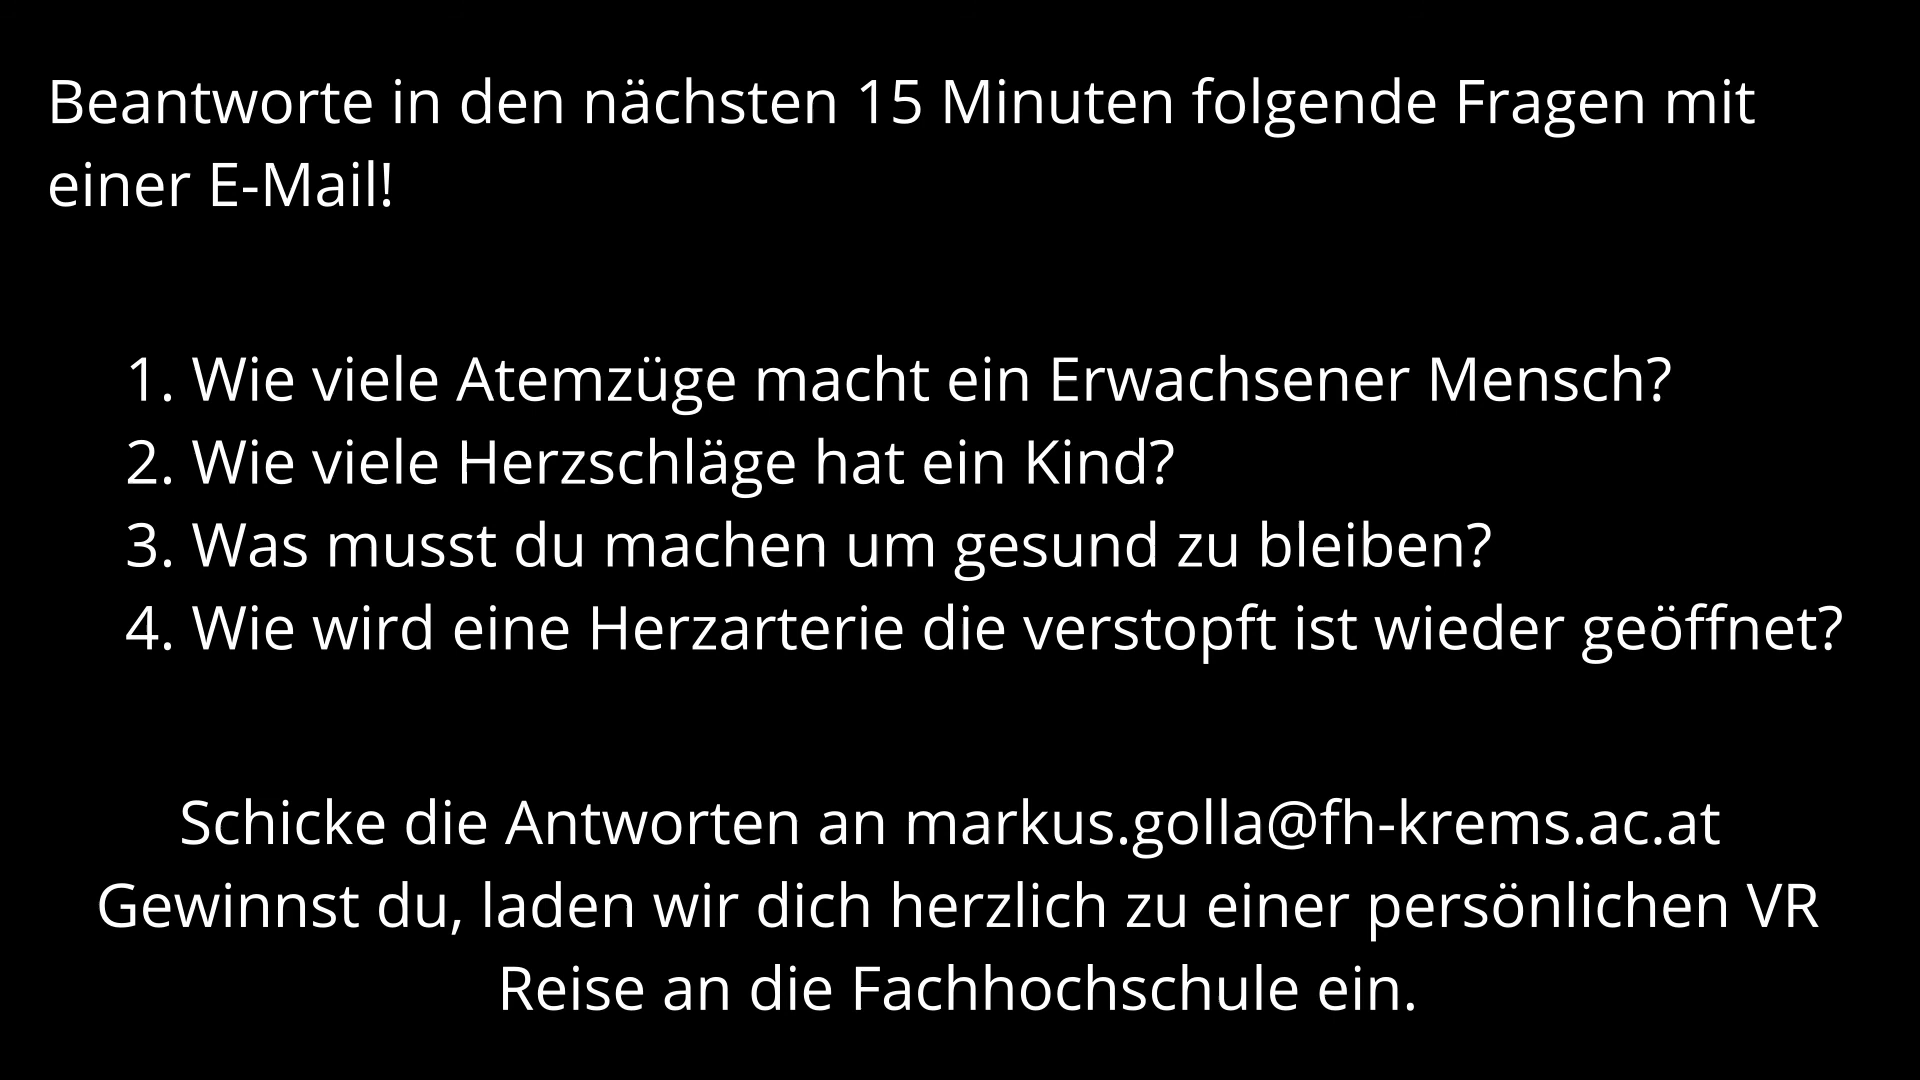 Beantworte in den nächsten 15 Minuten folgende Fragen mit
einer E-Mail!
1. Wie viele Atemzüge macht ein Erwachsener Mensch?
2. Wie viele Herzschläge hat ein Kind?
3. Was musst du machen um gesund zu bleiben?
4. Wie wird eine Herzarterie die verstopft ist wieder geöffnet?
Schicke die Antworten an markus.golla@fh-krems.ac.at
Gewinnst du, laden wir dich herzlich zu einer persönlichen VR
Reise an die Fachhochschule ein.